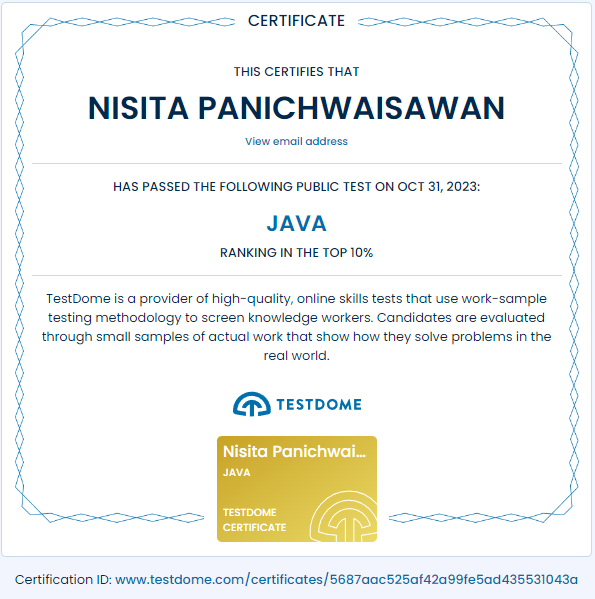 CERTIFICATE
THIS CERTIFIES THAT
NISITA PANICHWAISAWAN
View email address
HAS PASSED THE FOLLOWING PUBLIC TEST ON OCT 31, 2023:
JAVA
RANKING IN THE TOP 10%
TestDome is a provider of high-quality, online skills tests that use work-sample
testing methodology to screen knowledge workers. Candidates are evaluated
through small samples of actual work that show how they solve problems in the
real world.
TESTDOME
Nisita Panichwai...
JAVA
TESTDOME
CERTIFICATE
Certification ID: www.testdome.com/certificates/5687aac525af42a99fe5ad435531043a